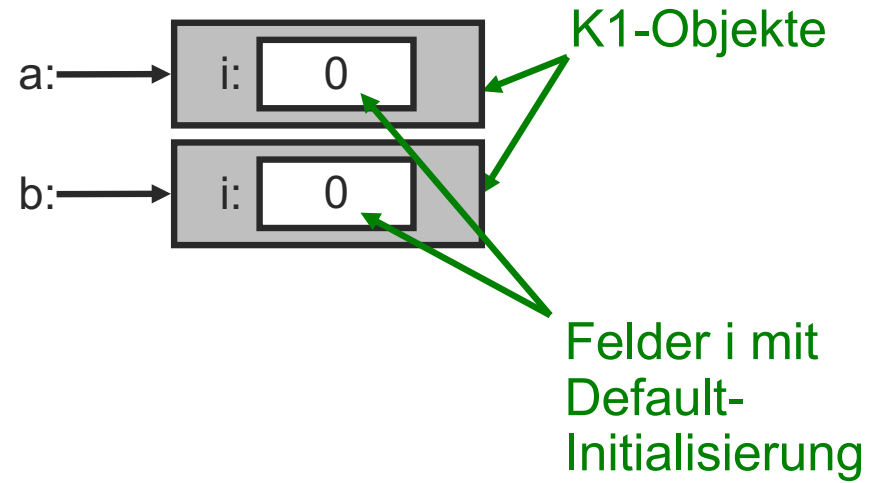 K1-Objekte
a: i: 0
b: i: 0
Felder i mit
Default-
Initialisierung